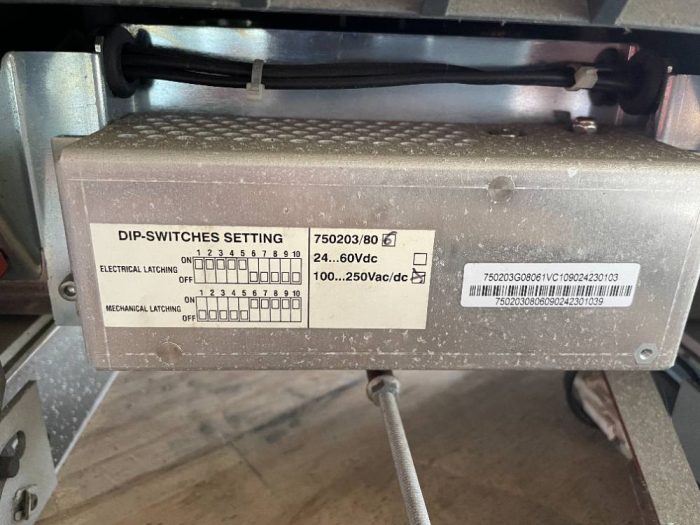 DIP-SWITCHES SETTING
1 2 3 4 5 6 7 8 9 10
ON
ELECTRICAL LATCHING
OFF
1 2 3 4 5 6 7 8 9 10
ON
MECHANICAL LATCHING
OFF
750203/80 6
24...60Vdc
100...250Vac/dc
750203G08061VC109024230103
7502030806090242301039